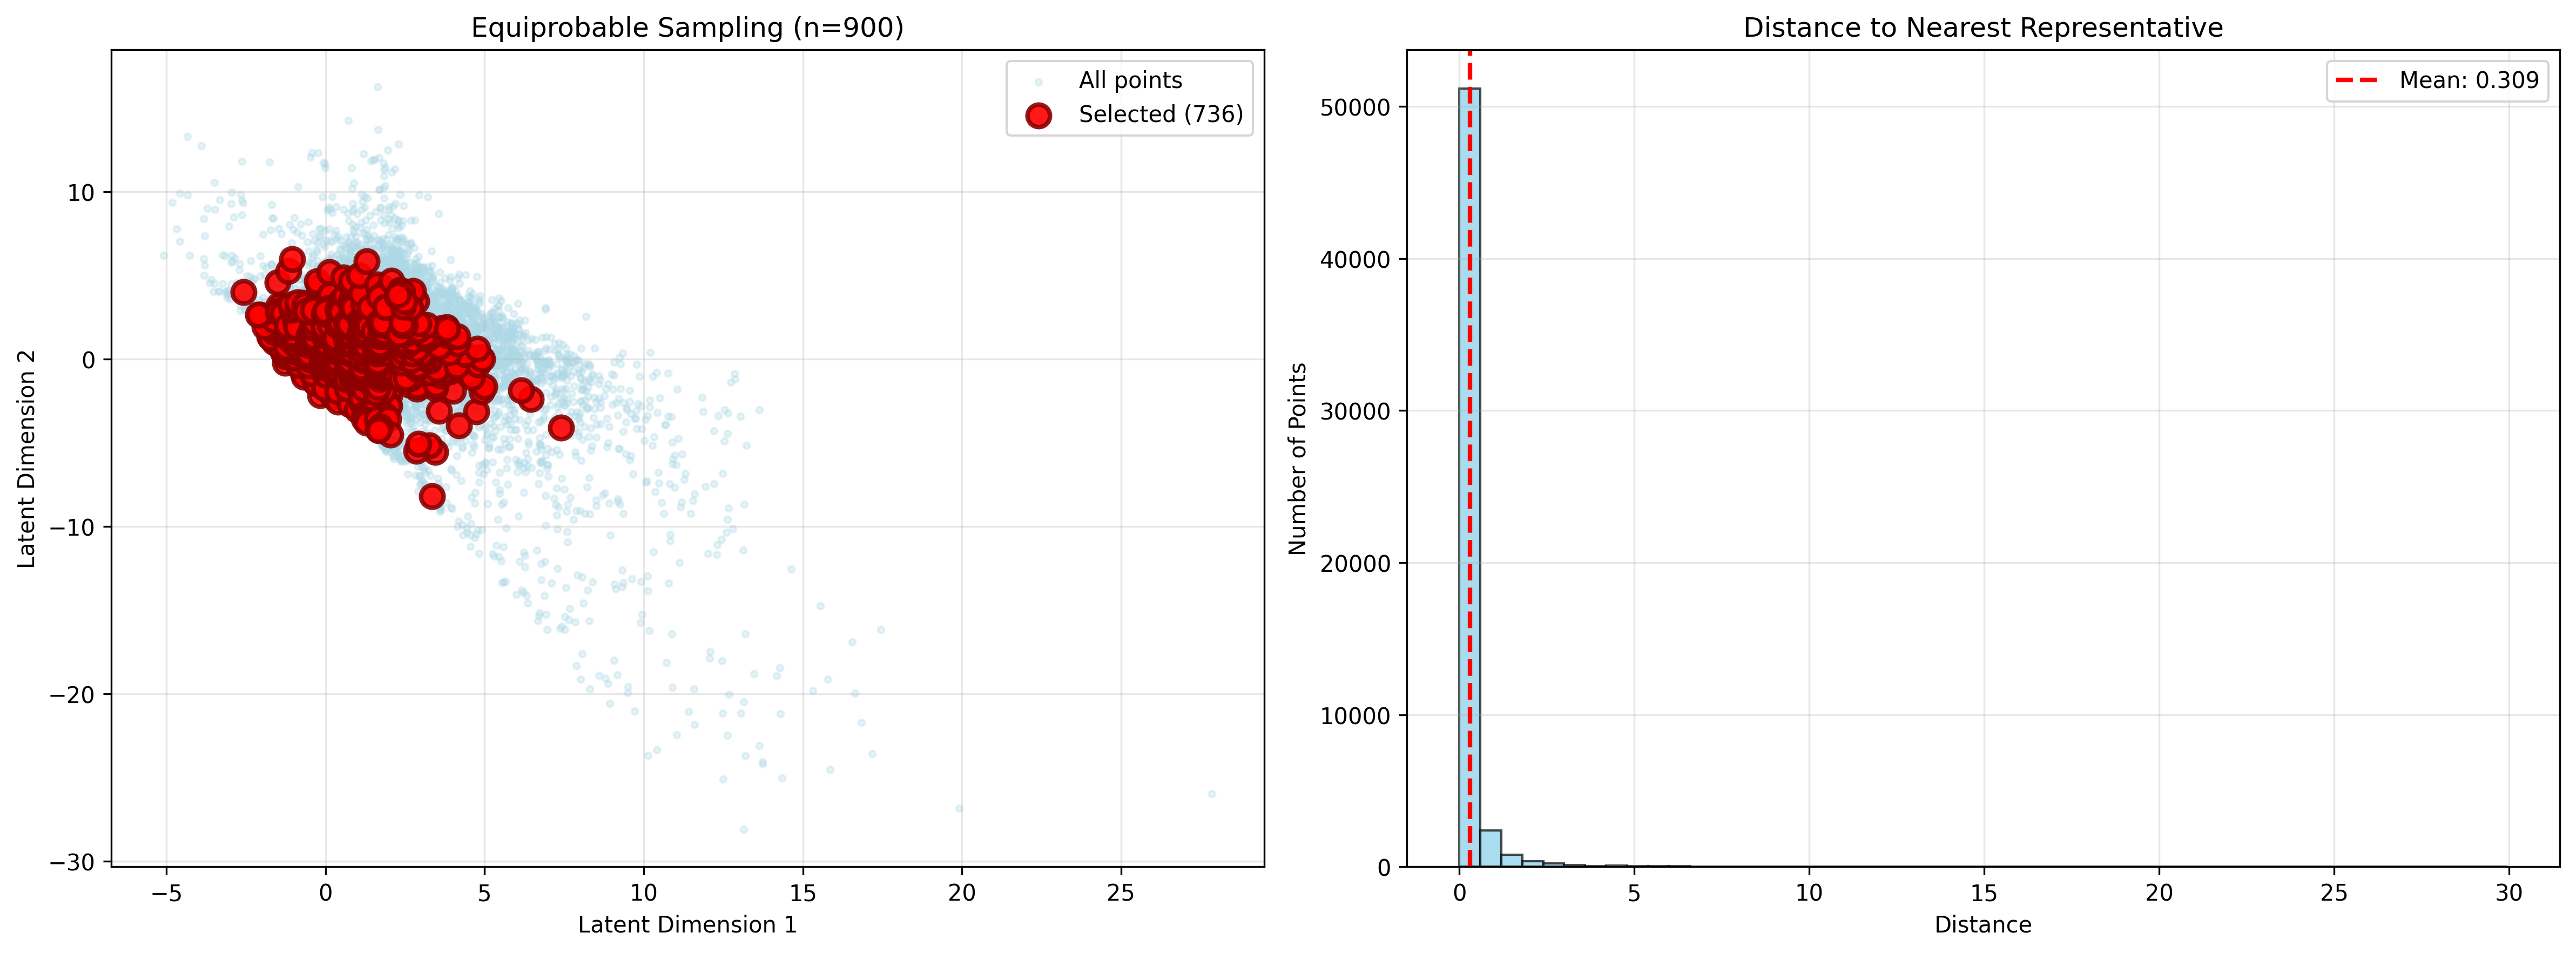 Equiprobable Sampling (n=900)
All points
Selected (736)
10
0
−10
−20
−30
Latent Dimension 2
−5
0
5
10
15
20
25
Latent Dimension 1
Distance to Nearest Representative
Mean: 0.309
50000
40000
30000
20000
10000
0
Number of Points
0
5
10
15
20
25
30
Distance